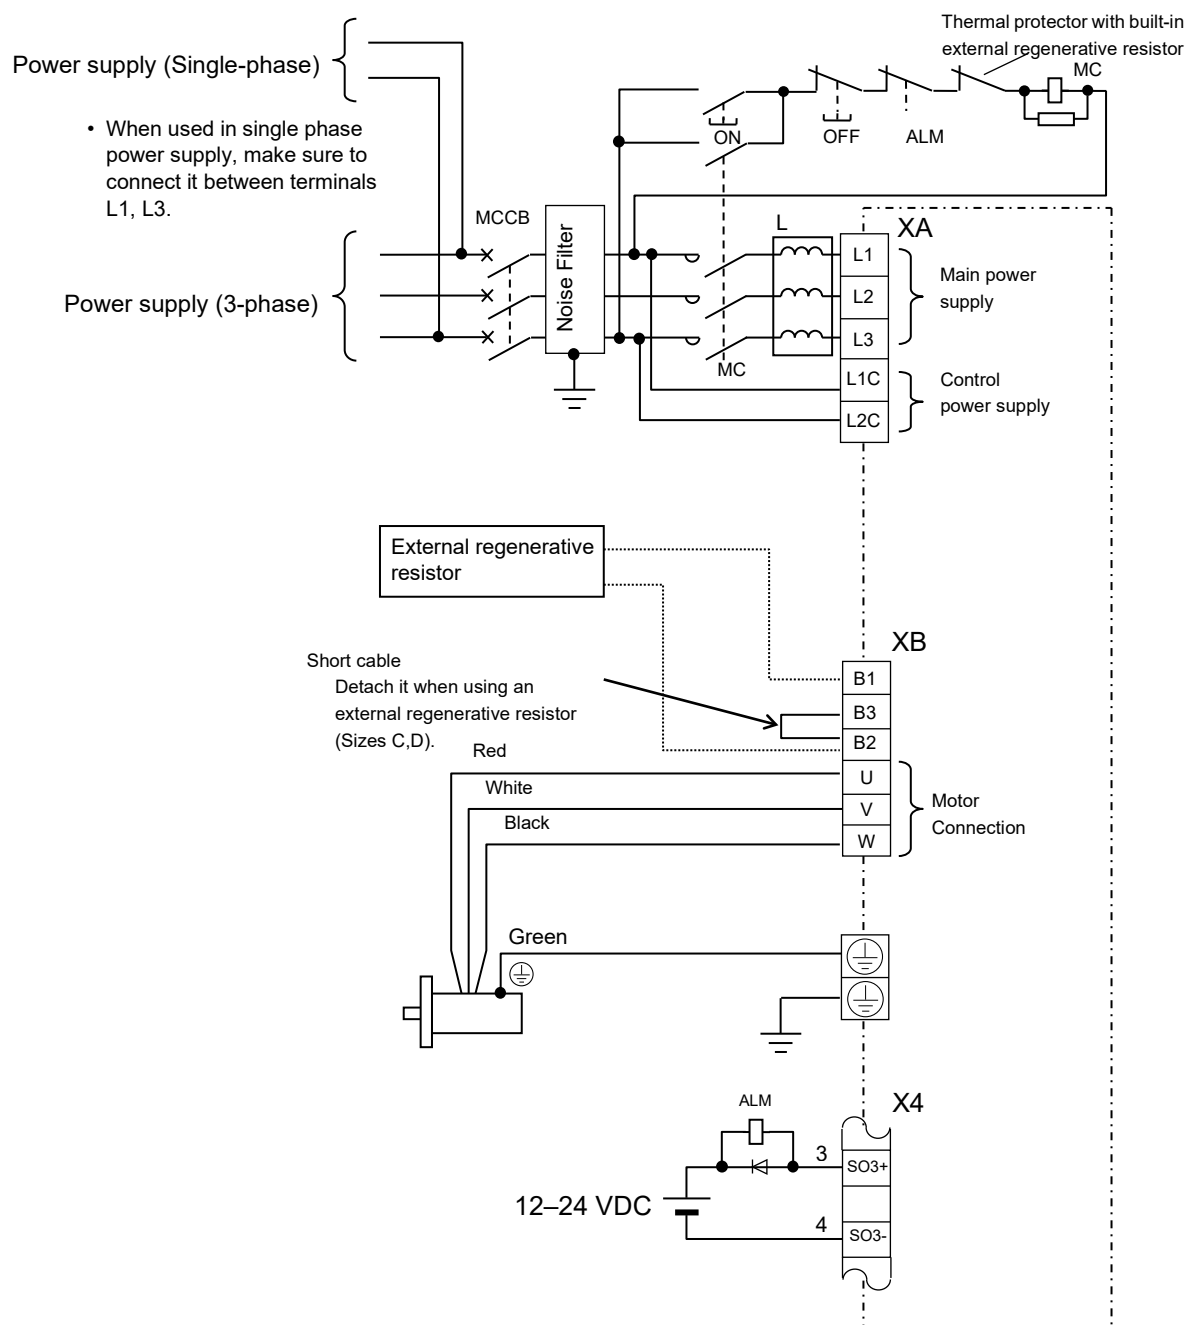 Thermal protector with built-in
external regenerative resistor
Power supply (Single-phase)
MC
• When used in single phase
power supply, make sure to
connect it between terminals
L1, L3.
ON
OFF
ALM
MCCB
Noise Filter
L
XA
L1
L2
L3
L1C
L2C
Main power
supply
Power supply (3-phase)
MC
Control
power supply
External regenerative
resistor
XB
Short cable
Detach it when using an
external regenerative resistor
(Sizes C,D).
B1
B3
B2
U
V
W
Red
White
Black
Motor
Connection
Green
X4
ALM
3
SO3+
12–24 VDC
4
SO3-